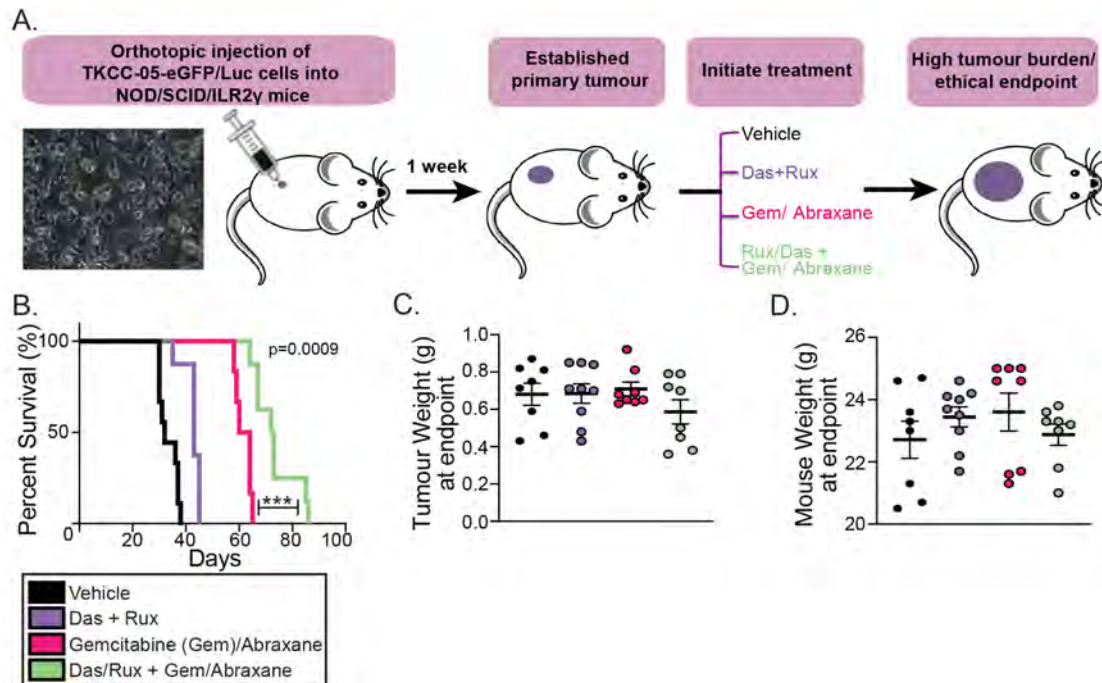 A.
Orthotopic injection of
TKCC-05-eGFP/Luc cells into
NOD/SCID/ILR2γ mice
Established
primary tumour
Initiate treatment
High tumour burden/
ethical endpoint
1 week
Vehicle
Das+Rux
Gem/ Abraxane
Rux/Das +
Gem/ Abraxane
B.
Percent Survival (%)
100
50
0
p=0.0009
***
0 20 40 60 80 100
Days
Vehicle
Das + Rux
Gemcitabine (Gem)/Abraxane
Das/Rux + Gem/Abraxane
C.
Tumour Weight (g)
at endpoint
1.0
0.8
0.6
0.4
0.2
0.0
D.
Mouse Weight (g)
at endpoint
26
24
22
20